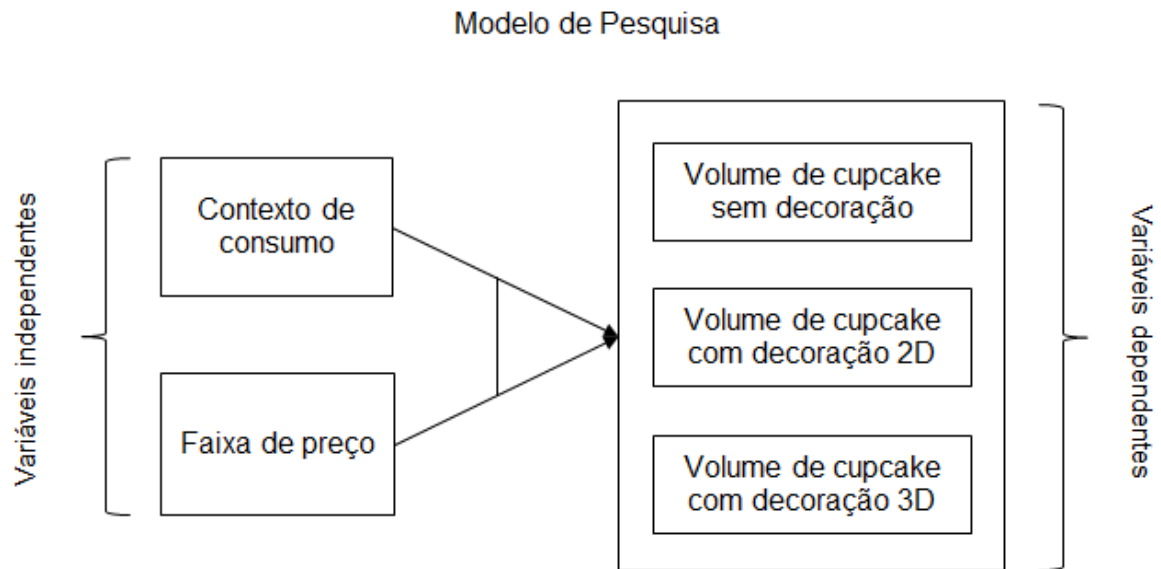 Modelo de Pesquisa
Variáveis independentes
Contexto de
consumo
Faixa de preço
Volume de cupcake
sem decoração
Volume de cupcake
com decoração 2D
Volume de cupcake
com decoração 3D
Variáveis dependentes